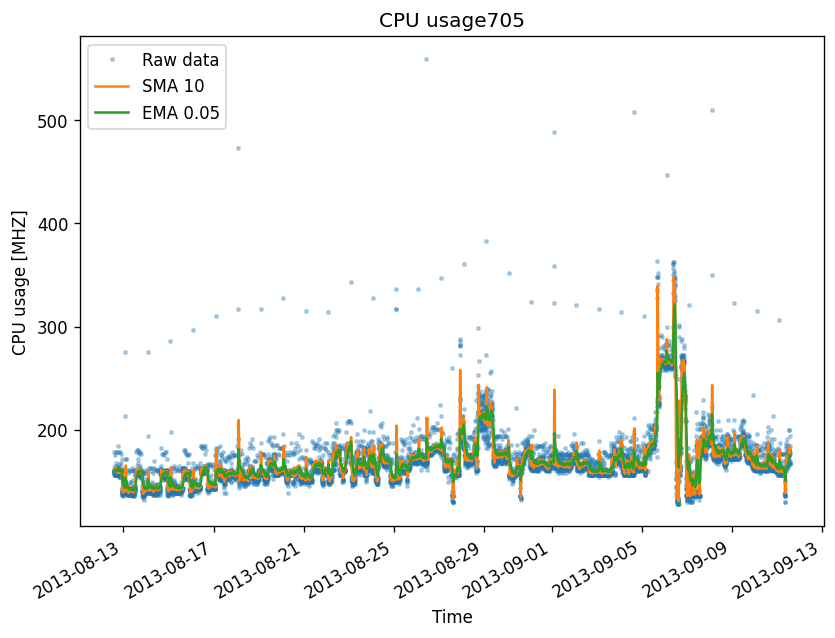 CPU usage705
Raw data
SMA 10
EMA 0.05
CPU usage [MHZ]
500
400
300
200
2013-08-13
2013-08-17
2013-08-21
2013-08-25
2013-08-29
2013-09-01
2013-09-05
2013-09-09
2013-09-13
Time